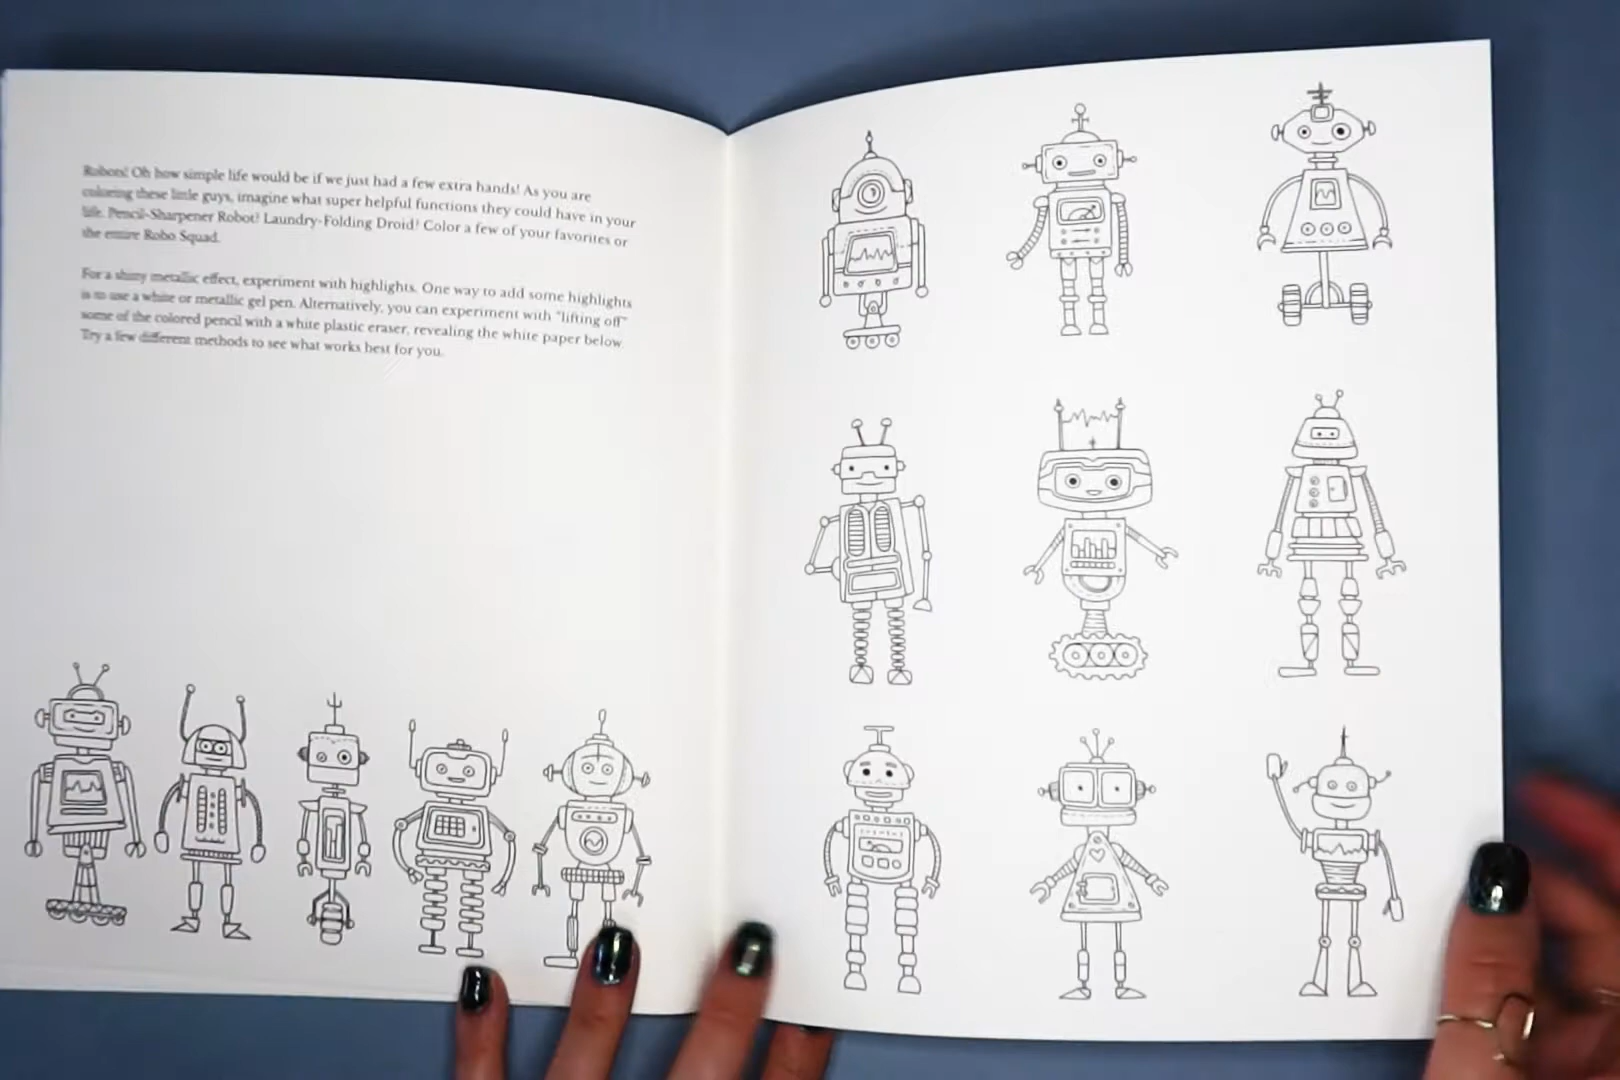 Robots! Oh how simple life would be if we just had a few extra hands! As you are
coloring these little guys, imagine what super helpful functions they could have in your
life. Pencil-Sharpener Robot? Laundry-Folding Droid? Color a few of your favorites or
the entire Robo Squad.
For a shiny metallic effect, experiment with highlights. One way to add some highlights
is to use a white or metallic gel pen. Alternatively, you can experiment with "lifting off"
some of the colored pencil with a white plastic eraser, revealing the white paper below.
Try a few different methods to see what works best for you.